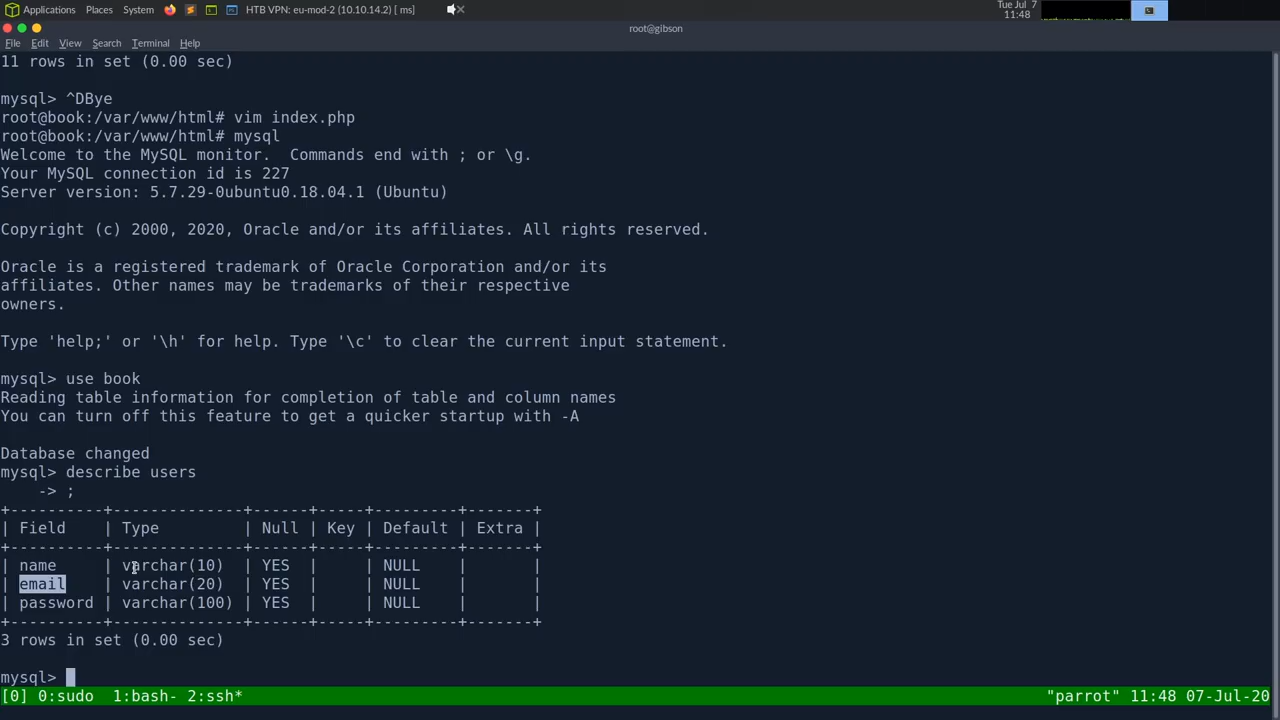 Applications Places System HTB VPN: eu-mod-2 (10.10.14.2) [ ms] Tue Jul 7
11:48
root@gibson
File Edit View Search Terminal Help
11 rows in set (0.00 sec)
mysql> ^DBye
root@book:/var/www/html# vim index.php
root@book:/var/www/html# mysql
Welcome to the MySQL monitor.  Commands end with ; or \g.
Your MySQL connection id is 227
Server version: 5.7.29-0ubuntu0.18.04.1 (Ubuntu)
Copyright (c) 2000, 2020, Oracle and/or its affiliates. All rights reserved.
Oracle is a registered trademark of Oracle Corporation and/or its
affiliates. Other names may be trademarks of their respective
owners.
Type 'help;' or '\h' for help. Type '\c' to clear the current input statement.
mysql> use book
Reading table information for completion of table and column names
You can turn off this feature to get a quicker startup with -A
Database changed
mysql> describe users
    -> ;
+----------+--------------+------+-----+---------+-------+
| Field    | Type         | Null | Key | Default | Extra |
+----------+--------------+------+-----+---------+-------+
| name     | varchar(10)  | YES  |     | NULL    |       |
| email    | varchar(20)  | YES  |     | NULL    |       |
| password | varchar(100) | YES  |     | NULL    |       |
+----------+--------------+------+-----+---------+-------+
3 rows in set (0.00 sec)
mysql>
[0] 0:sudo  1:bash- 2:ssh* "parrot" 11:48 07-Jul-20